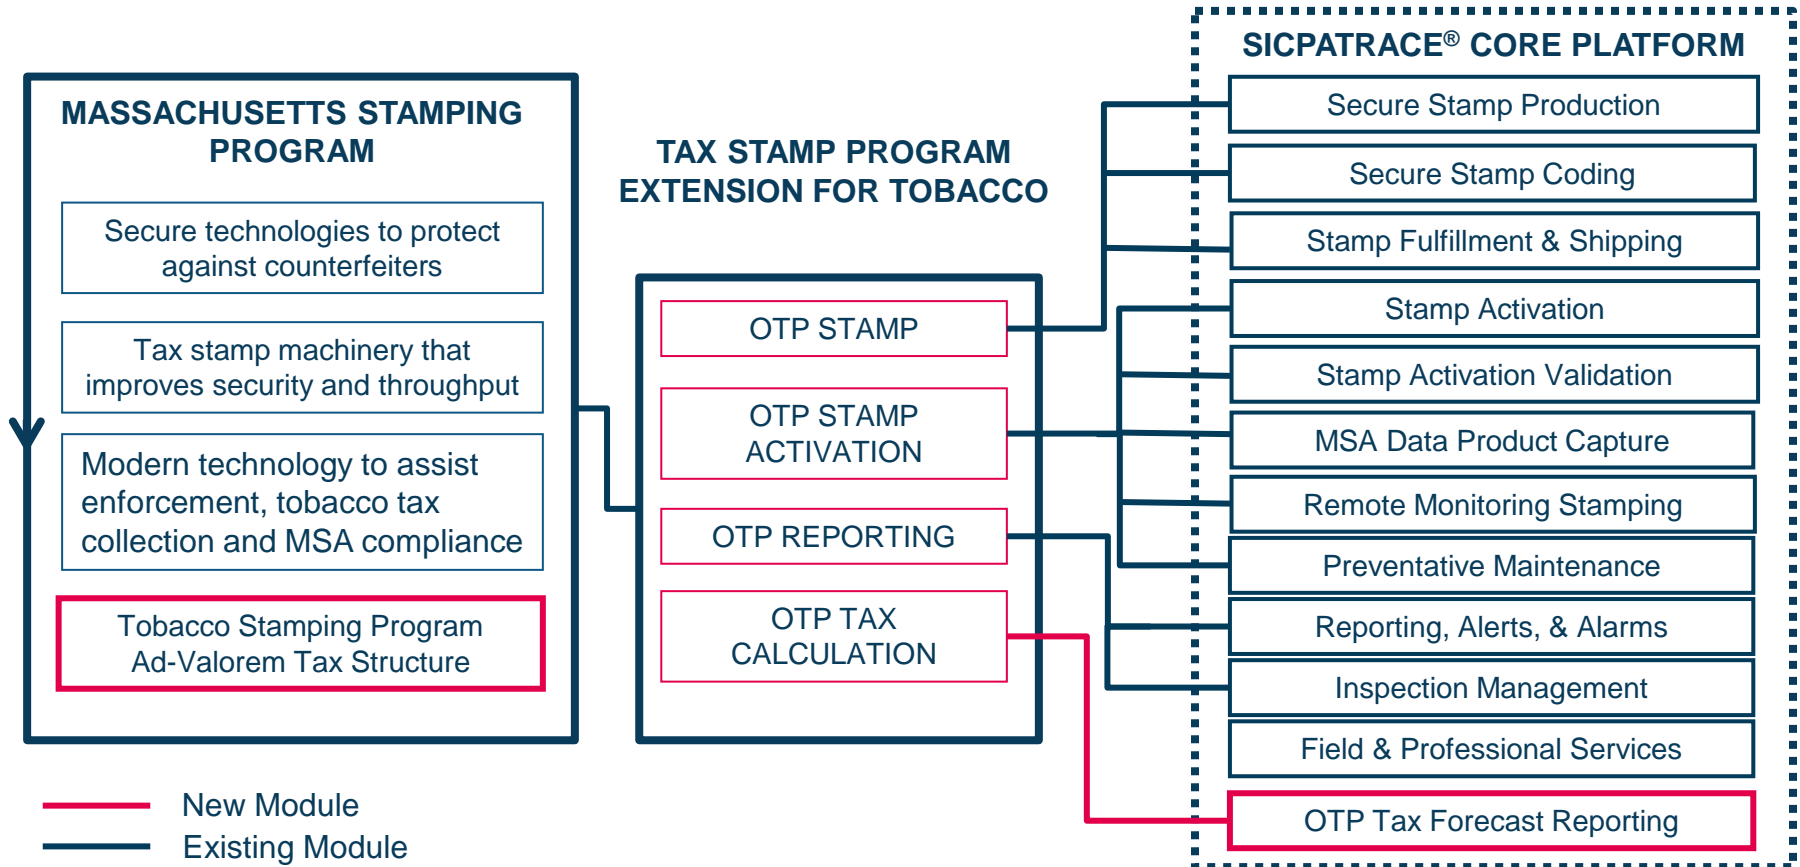 MASSACHUSETTS STAMPING
PROGRAM
Secure technologies to protect
against counterfeiters
Tax stamp machinery that
improves security and throughput
Modern technology to assist
enforcement, tobacco tax
collection and MSA compliance
Tobacco Stamping Program
Ad-Valorem Tax Structure
New Module
Existing Module
TAX STAMP PROGRAM
EXTENSION FOR TOBACCO
OTP STAMP
OTP STAMP
ACTIVATION
OTP REPORTING
OTP TAX
CALCULATION
SICPATRACE® CORE PLATFORM
Secure Stamp Production
Secure Stamp Coding
Stamp Fulfillment & Shipping
Stamp Activation
Stamp Activation Validation
MSA Data Product Capture
Remote Monitoring Stamping
Preventative Maintenance
Reporting, Alerts, & Alarms
Inspection Management
Field & Professional Services
OTP Tax Forecast Reporting